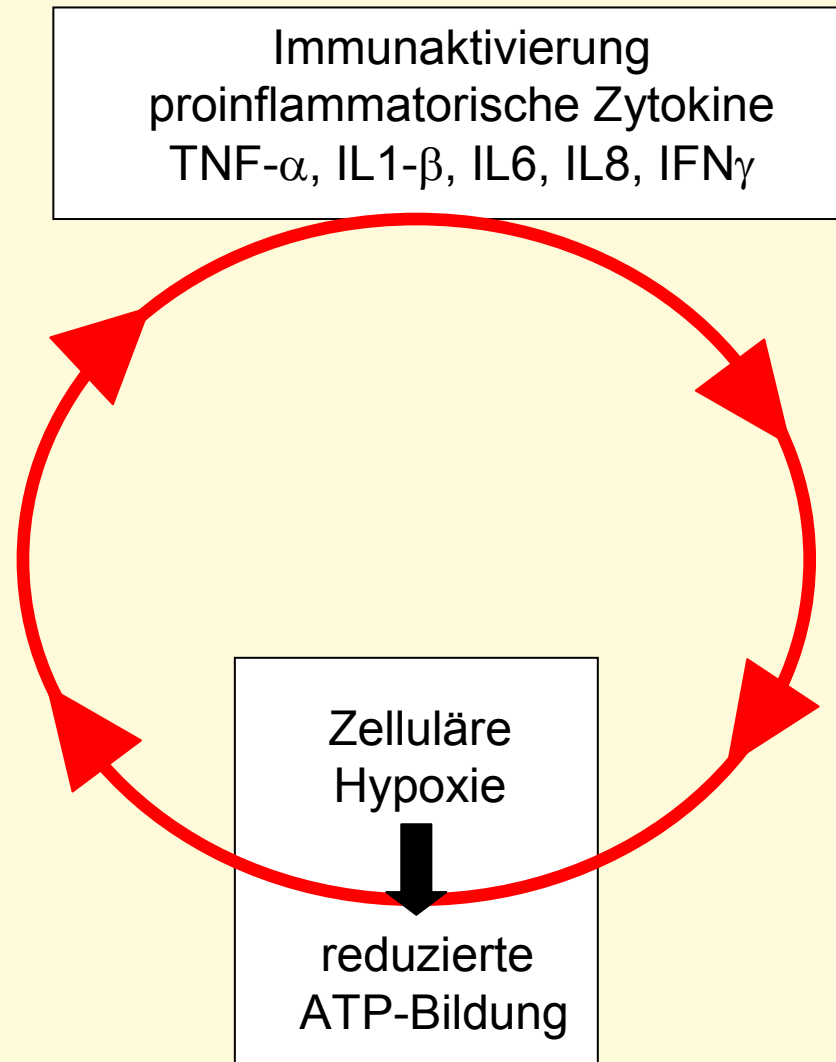 Immunaktivierung
proinflammatorische Zytokine
TNF-α, IL1-β, IL6, IL8, IFNγ
Zelluläre
Hypoxie
reduzierte
ATP-Bildung